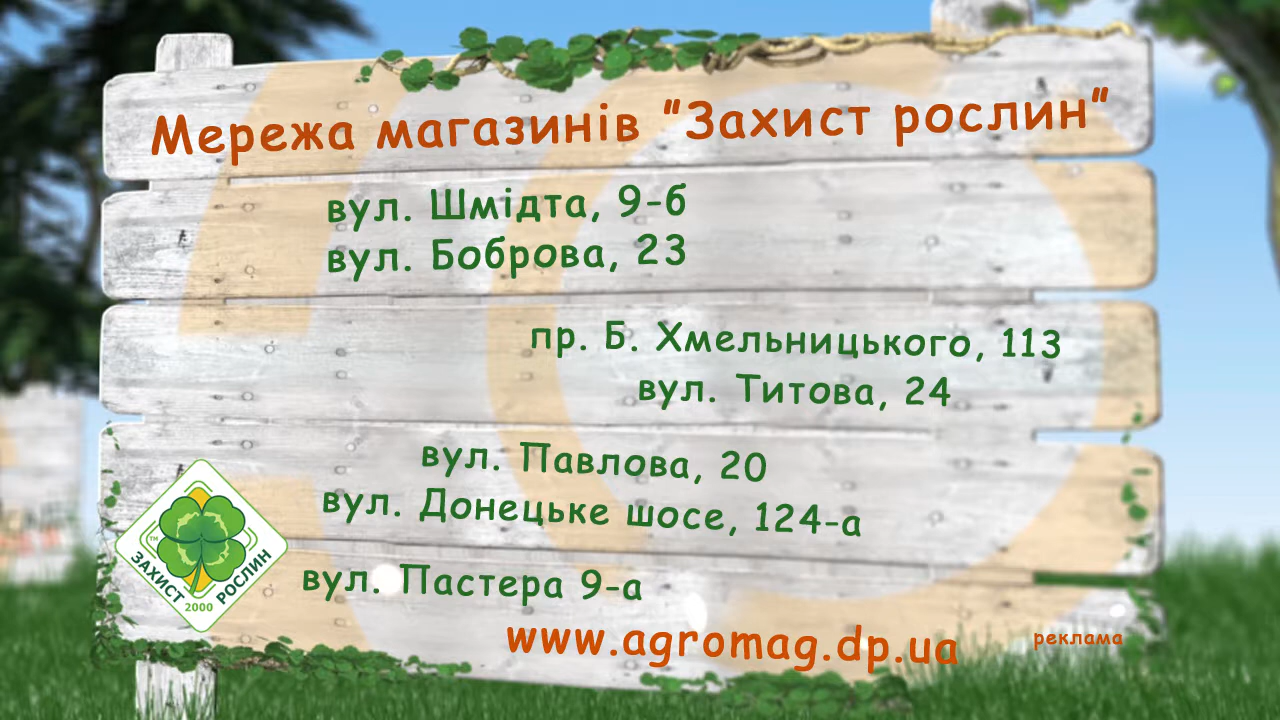 Мережа магазинів "Захист рослин"
вул. Шмідта, 9-б
вул. Боброва, 23
пр. Б. Хмельницького, 113
вул. Титова, 24
вул. Павлова, 20
вул. Донецьке шосе, 124-а
вул. Пастера 9-а
www.agromag.dp.ua
реклама
ЗАХИСТ РОСЛИН
2000
TM